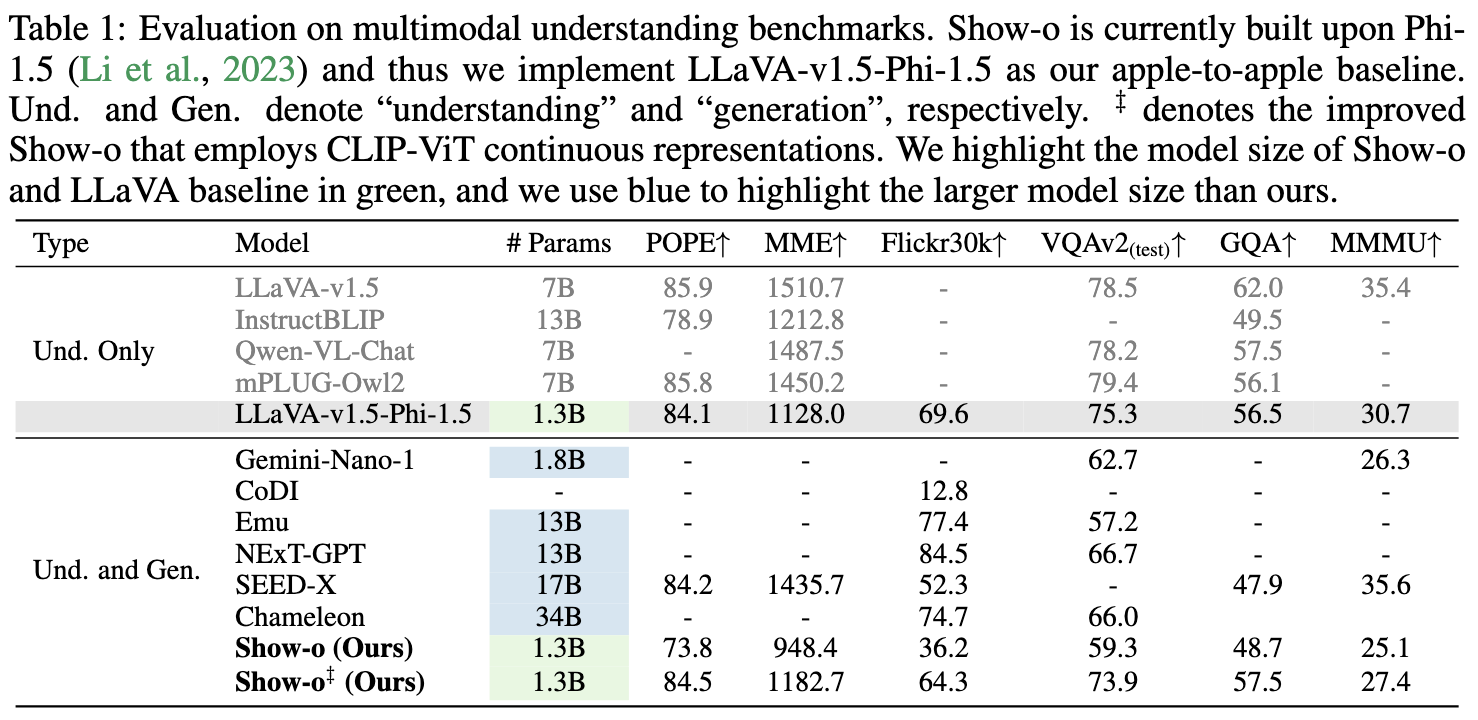 Table 1: Evaluation on multimodal understanding benchmarks. Show-o is currently built upon Phi-
1.5 (Li et al., 2023) and thus we implement LLaVA-v1.5-Phi-1.5 as our apple-to-apple baseline.
Und. and Gen. denote “understanding” and “generation”, respectively. ‡ denotes the improved
Show-o that employs CLIP-ViT continuous representations. We highlight the model size of Show-o
and LLaVA baseline in green, and we use blue to highlight the larger model size than ours.
Type Model # Params POPE↑ MME↑ Flickr30k↑ VQAv2(test)↑ GQA↑ MMMU↑
LLaVA-v1.5 7B 85.9 1510.7 - 78.5 62.0 35.4
InstructBLIP 13B 78.9 1212.8 - - 49.5 -
Und. Only Qwen-VL-Chat 7B - 1487.5 - 78.2 57.5 -
mPLUG-Owl2 7B 85.8 1450.2 - 79.4 56.1 -
LLaVA-v1.5-Phi-1.5 1.3B 84.1 1128.0 69.6 75.3 56.5 30.7
Gemini-Nano-1 1.8B - - - 62.7 - 26.3
CoDI - - - 12.8 - - -
Emu 13B - - 77.4 57.2 - -
NExT-GPT 13B - - 84.5 66.7 - -
Und. and Gen. SEED-X 17B 84.2 1435.7 52.3 - 47.9 35.6
Chameleon 34B - - 74.7 66.0
Show-o (Ours) 1.3B 73.8 948.4 36.2 59.3 48.7 25.1
Show-o‡ (Ours) 1.3B 84.5 1182.7 64.3 73.9 57.5 27.4